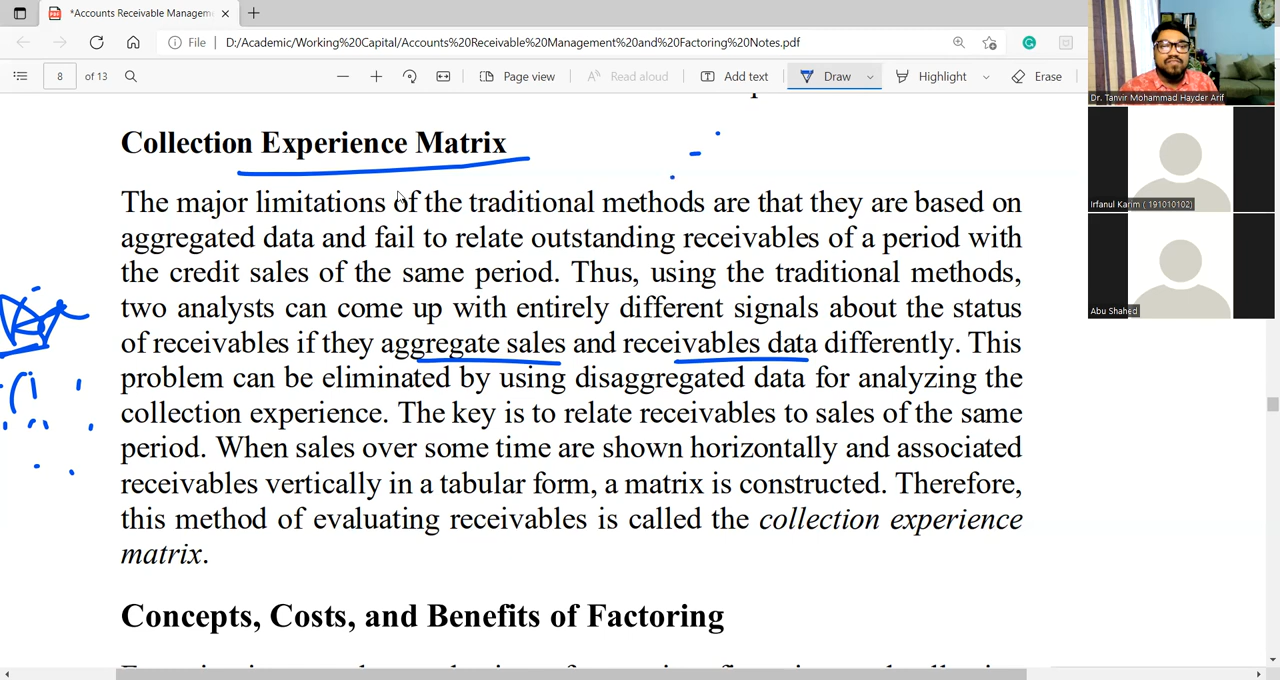 *Accounts Receivable Managem
File D:/Academic/Working%20Capital/Accounts%20Receivable%20Management%20and%20Factoring%20Notes.pdf
8 of 13 Page view Read aloud Add text Draw Highlight Erase
Dr. Tanvir Mohammad Hayder Arif
Irfanul Karim ( 191010102)
Abu Shahed
Collection Experience Matrix
The major limitations of the traditional methods are that they are based on
aggregated data and fail to relate outstanding receivables of a period with
the credit sales of the same period. Thus, using the traditional methods,
two analysts can come up with entirely different signals about the status
of receivables if they aggregate sales and receivables data differently. This
problem can be eliminated by using disaggregated data for analyzing the
collection experience. The key is to relate receivables to sales of the same
period. When sales over some time are shown horizontally and associated
receivables vertically in a tabular form, a matrix is constructed. Therefore,
this method of evaluating receivables is called the collection experience
matrix.
Concepts, Costs, and Benefits of Factoring